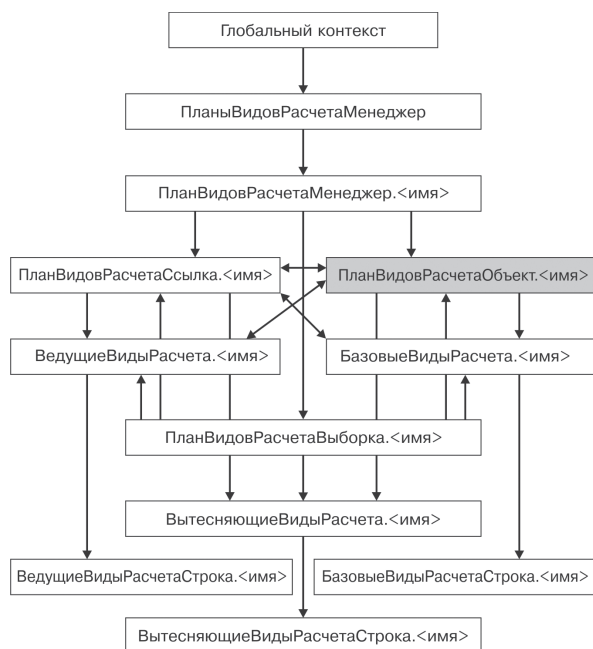 Глобальный контекст
ПланыВидовРасчетаМенеджер
ПланВидовРасчетаМенеджер.<имя>
ПланВидовРасчетаСсылка.<имя>
ПланВидовРасчетаОбъект.<имя>
ВедущиеВидыРасчета.<имя>
БазовыеВидыРасчета.<имя>
ПланВидовРасчетаВыборка.<имя>
ВытесняющиеВидыРасчета.<имя>
ВедущиеВидыРасчетаСтрока.<имя>
БазовыеВидыРасчетаСтрока.<имя>
ВытесняющиеВидыРасчетаСтрока.<имя>